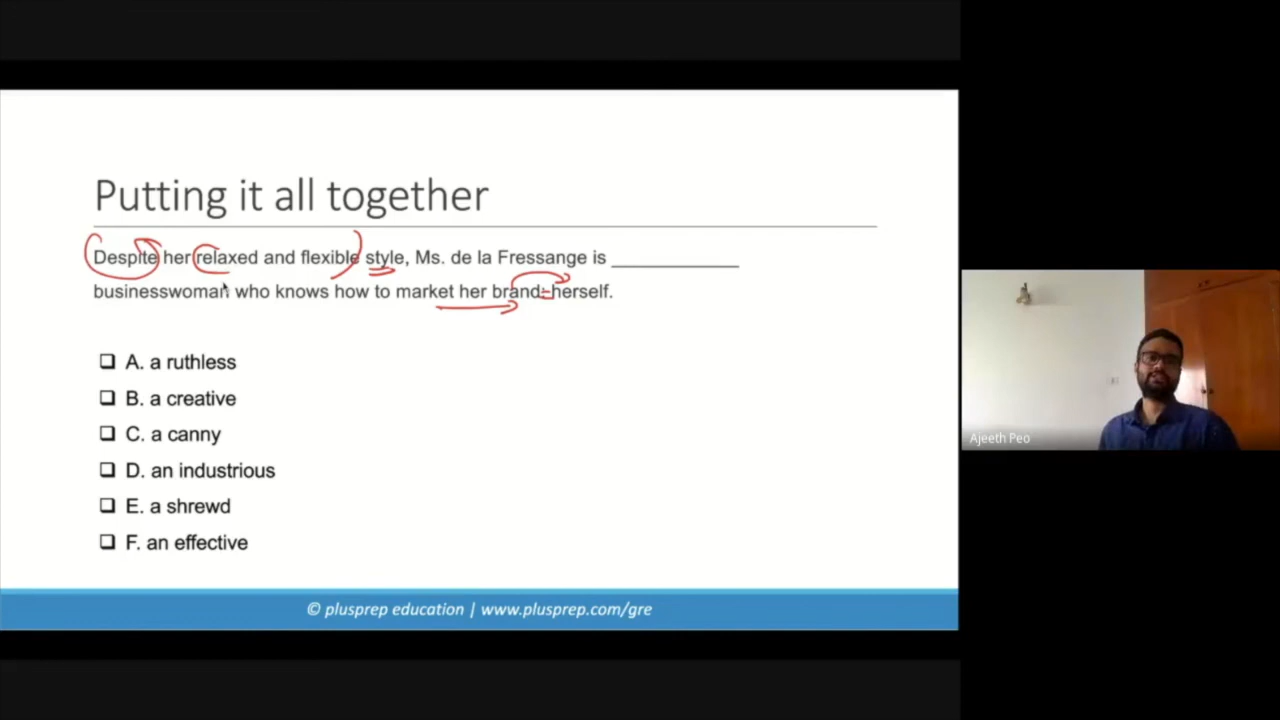 Putting it all together
Despite her relaxed and flexible style, Ms. de la Fressange is ____________
businesswoman who knows how to market her brand: herself.
❑ A. a ruthless
❑ B. a creative
❑ C. a canny
❑ D. an industrious
❑ E. a shrewd
❑ F. an effective
© plusprep education | www.plusprep.com/gre
Ajeeth Peo